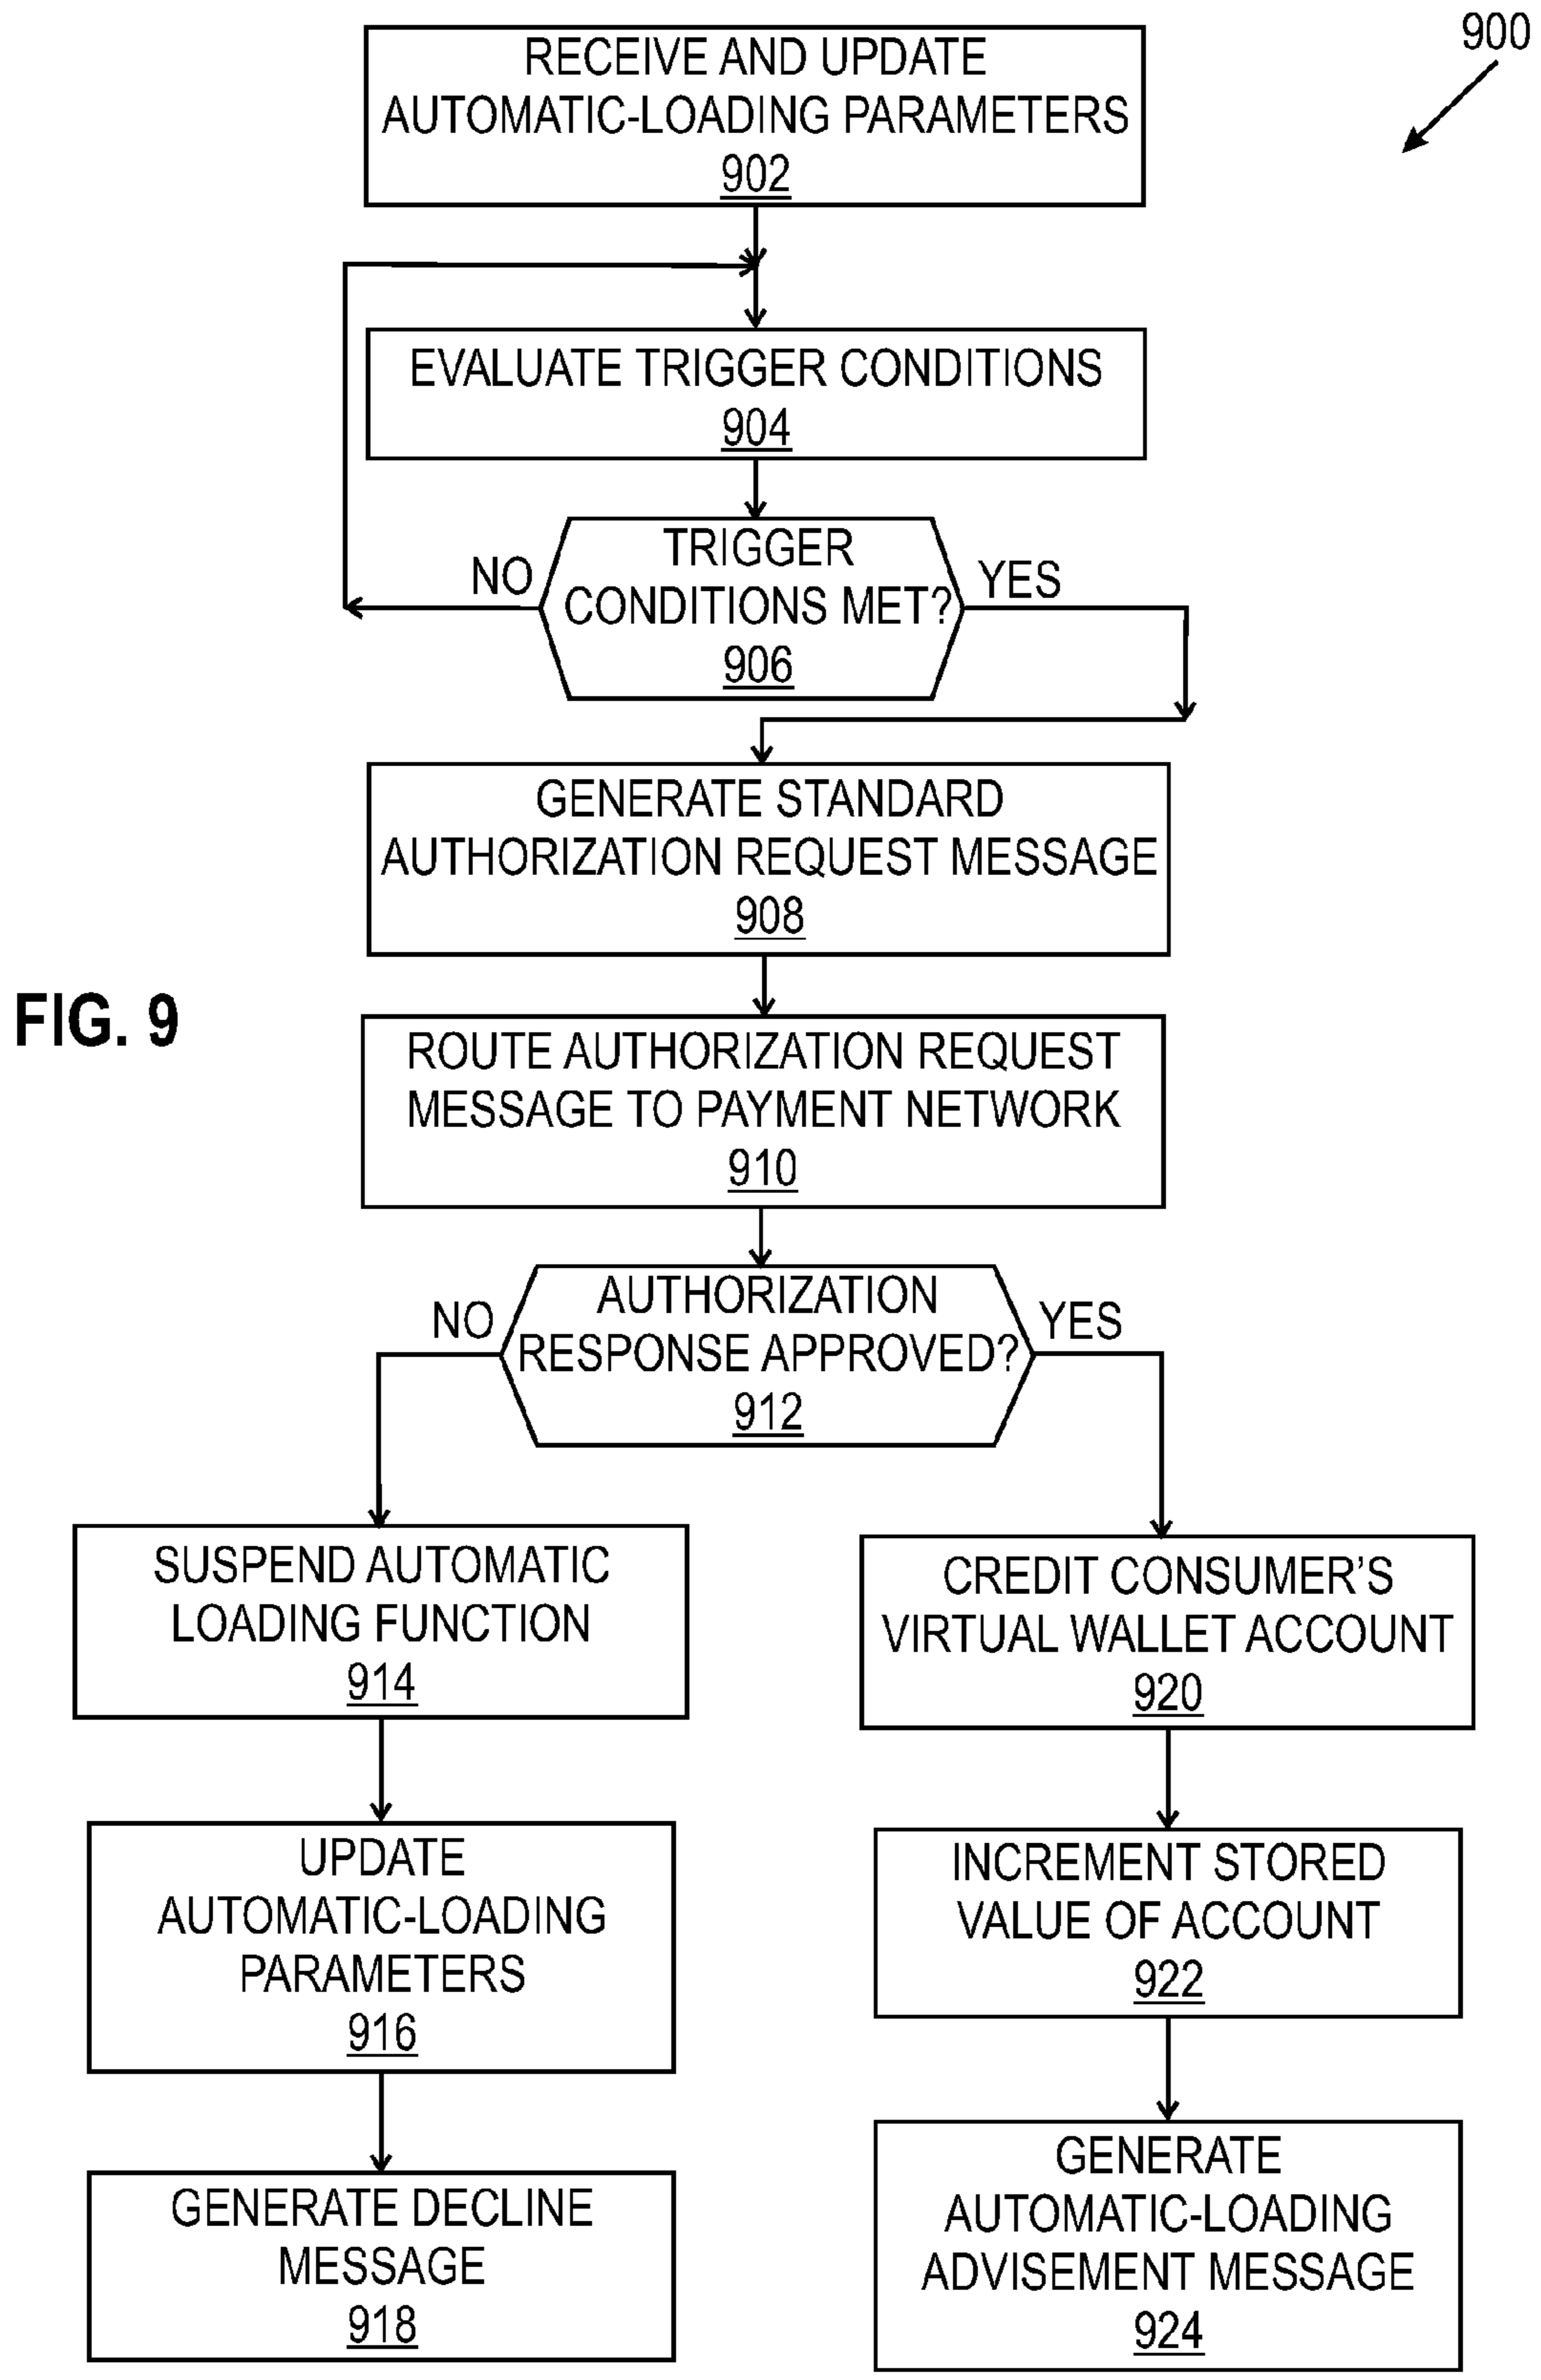 900
RECEIVE AND UPDATE
AUTOMATIC-LOADING PARAMETERS
902
EVALUATE TRIGGER CONDITIONS
904
TRIGGER
CONDITIONS MET?
906
NO
YES
GENERATE STANDARD
AUTHORIZATION REQUEST MESSAGE
908
FIG. 9
ROUTE AUTHORIZATION REQUEST
MESSAGE TO PAYMENT NETWORK
910
AUTHORIZATION
RESPONSE APPROVED?
912
NO
YES
SUSPEND AUTOMATIC
LOADING FUNCTION
914
UPDATE
AUTOMATIC-LOADING
PARAMETERS
916
GENERATE DECLINE
MESSAGE
918
CREDIT CONSUMER'S
VIRTUAL WALLET ACCOUNT
920
INCREMENT STORED
VALUE OF ACCOUNT
922
GENERATE
AUTOMATIC-LOADING
ADVISEMENT MESSAGE
924